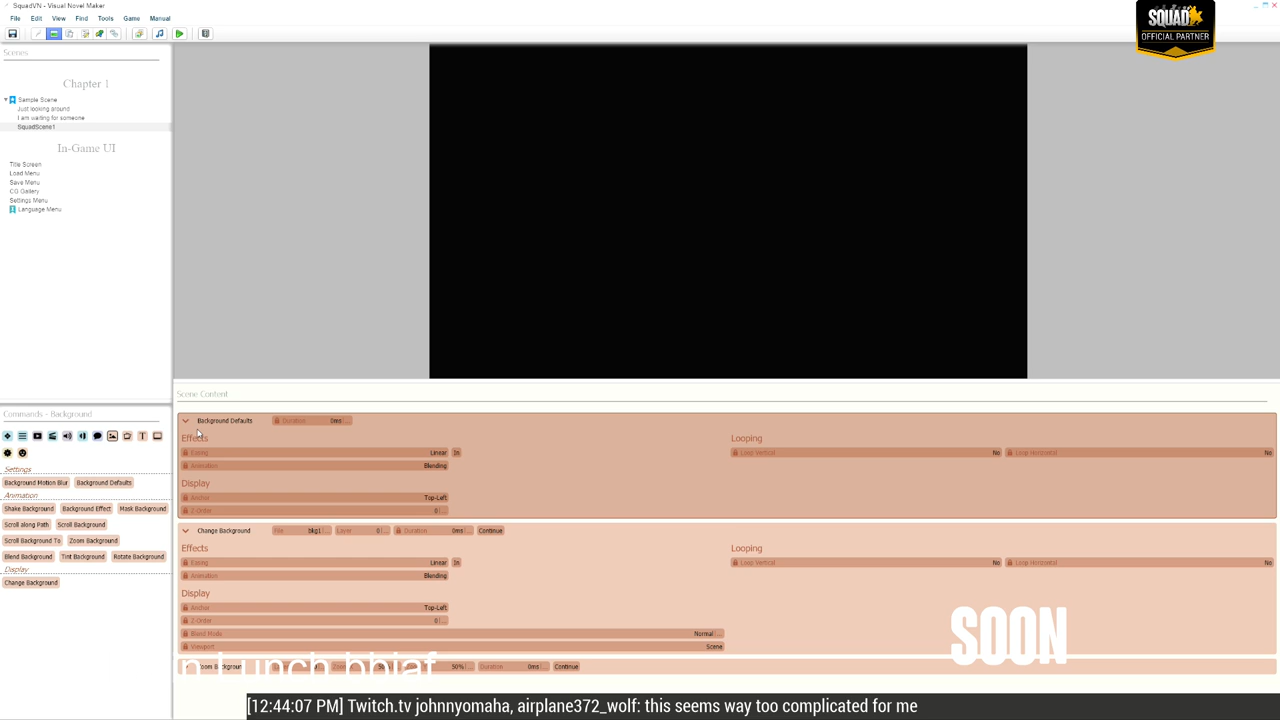 SquadVN - Visual Novel Maker
File Edit View Find Tools Game Manual
SQUAD
OFFICIAL PARTNER
Scenes
Chapter 1
Sample Scene
Just looking around
I am waiting for someone
SquadScene1
In-Game UI
Title Screen
Load Menu
Save Menu
CG Gallery
Settings Menu
Language Menu
Commands - Background
Settings
Background Motion Blur Background Defaults
Animation
Shake Background Background Effect Mask Background
Scroll along Path Scroll Background
Scroll Background To Zoom Background
Blend Background Tint Background Rotate Background
Display
Change Background
Scene Content
Background Defaults Duration 0ms
Effects Looping
Easing Linear In Loop Vertical No Loop Horizontal No
Animation Blending
Display
Anchor Top-Left
Z-Order 0
Change Background File bkg1 Layer 0 Duration 0ms Continue
Effects Looping
Easing Linear In Loop Vertical No Loop Horizontal No
Animation Blending
Display
Anchor Top-Left
Z-Order 0
Blend Mode Normal
Viewport Scene
50% Duration 0ms Continue
SOON
[12:44:07 PM] Twitch.tv johnnyomaha, airplane372_wolf: this seems way too complicated for me